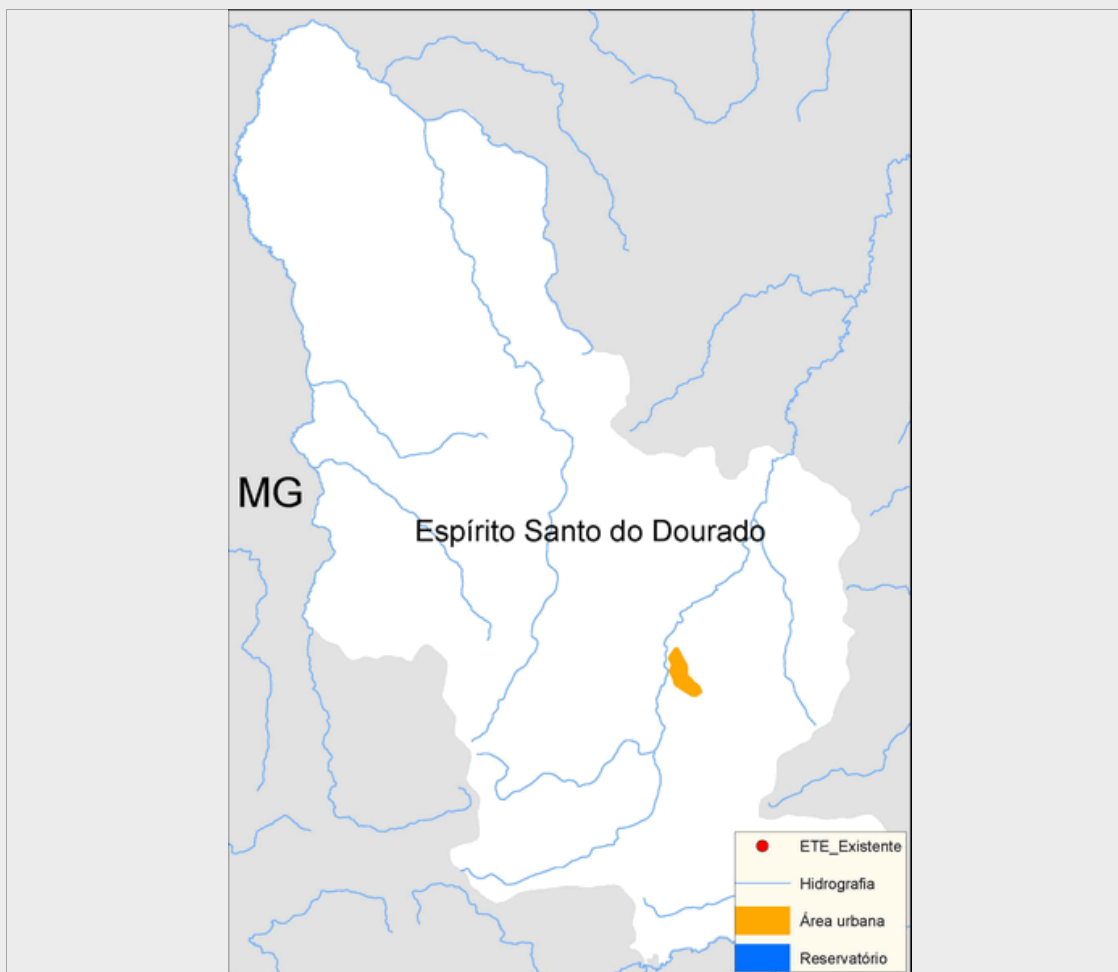 MG
Espírito Santo do Dourado
ETE_Existente
Hidrografia
Área urbana
Reservatório